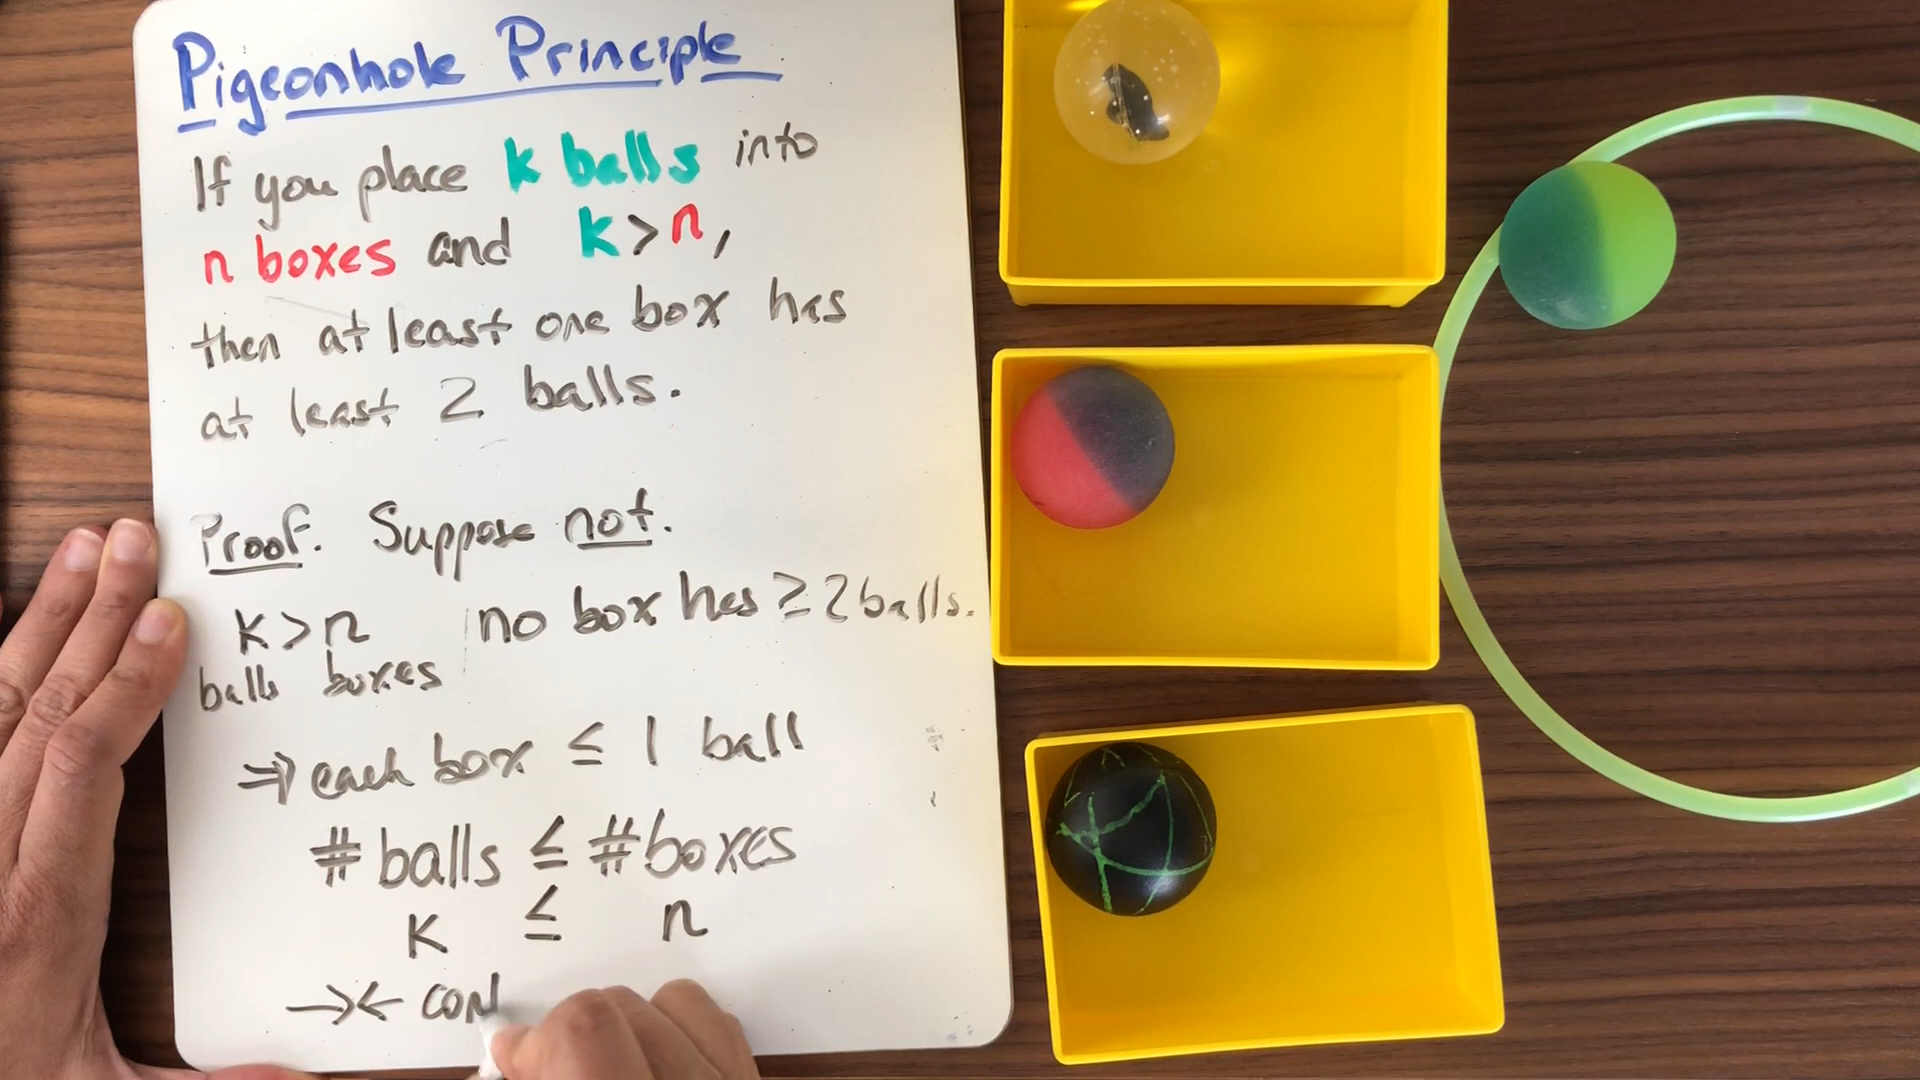 Pigeonhole Principle
If you place k balls into
n boxes and k > n,
then at least one box has
at least 2 balls.
Proof. Suppose not.
k > n no box has ≥ 2 balls.
balls boxes
⇒ each box ≤ 1 ball
# balls ≤ # boxes
k ≤ n
→← CON